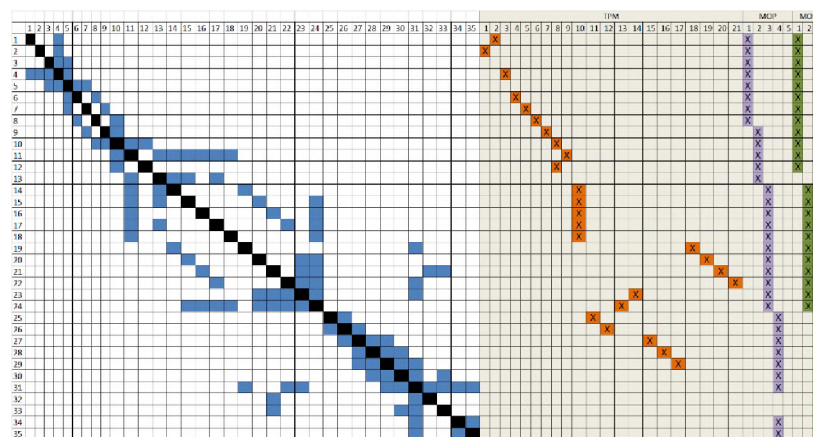 TPM MOP MO
1 2 3 4 5 6 7 8 9 10 11 12 13 14 15 16 17 18 19 20 21 22 23 24 25 26 27 28 29 30 31 32 33 34 35 1 2 3 4 5 6 7 8 9 10 11 12 13 14 15 16 17 18 19 20 21 1 2 3 4 5 1 2
1 X X X
2 X X X
3 X X
4 X X X
5 X X
6 X X X
7 X X X
8 X X X
9 X X X
10 X X X
11 X X X
12 X X X
13 X
14 X X X
15 X X X
16 X X X
17 X X X
18 X X X
19 X X X
20 X X X
21 X X X
22 X X X
23 X X X
24 X X X
25 X X
26 X X
27 X X
28 X X
29 X X
30 X
31 X
32
33
34 X
35 X